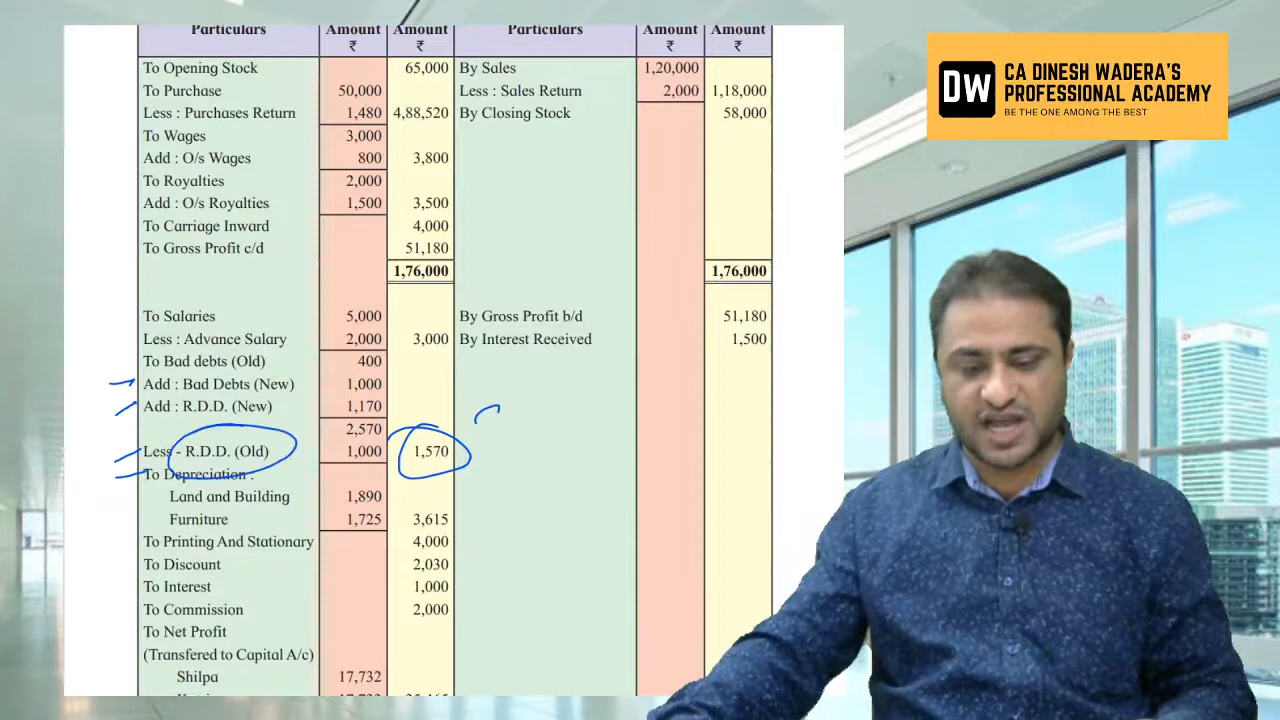 Particulars Amount Amount Particulars Amount Amount
₹ ₹ ₹ ₹
To Opening Stock 65,000 By Sales 1,20,000
To Purchase 50,000 Less : Sales Return 2,000 1,18,000
Less : Purchases Return 1,480 4,88,520 By Closing Stock 58,000
To Wages 3,000
Add : O/s Wages 800 3,800
To Royalties 2,000
Add : O/s Royalties 1,500 3,500
To Carriage Inward 4,000
To Gross Profit c/d 51,180
1,76,000 1,76,000
To Salaries 5,000 By Gross Profit b/d 51,180
Less : Advance Salary 2,000 3,000 By Interest Received 1,500
To Bad debts (Old) 400
Add : Bad Debts (New) 1,000
Add : R.D.D. (New) 1,170
2,570
Less - R.D.D. (Old) 1,000 1,570
To Depreciation :
Land and Building 1,890
Furniture 1,725 3,615
To Printing And Stationary 4,000
To Discount 2,030
To Interest 1,000
To Commission 2,000
To Net Profit
(Transfered to Capital A/c)
Shilpa 17,732
DW
CA DINESH WADERA'S
PROFESSIONAL ACADEMY
BE THE ONE AMONG THE BEST